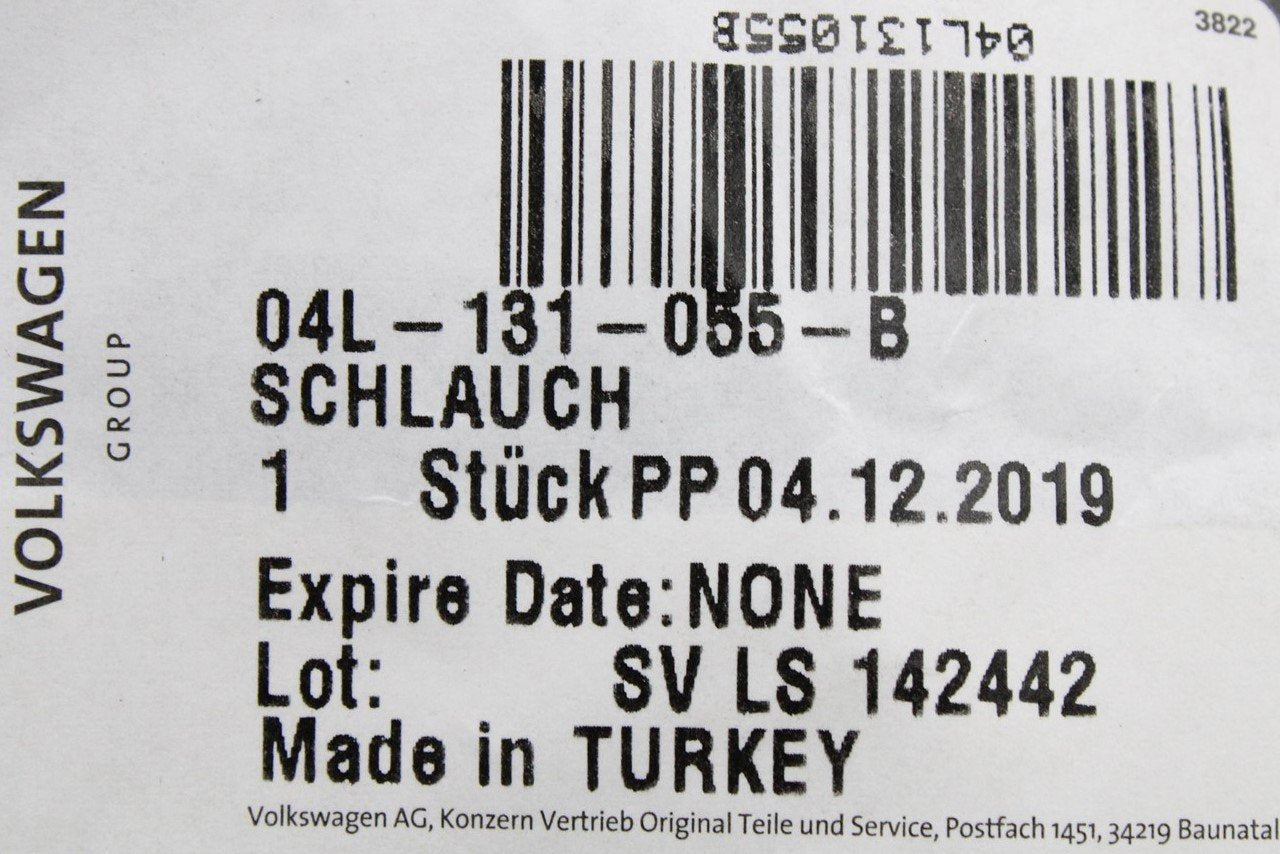 3822
04L131055B
VOLKSWAGEN
GROUP
04L-131-055-B
SCHLAUCH
1 Stück PP 04.12.2019
Expire Date:NONE
Lot: SV LS 142442
Made in TURKEY
Volkswagen AG, Konzern Vertrieb Original Teile und Service, Postfach 1451, 34219 Baunatal